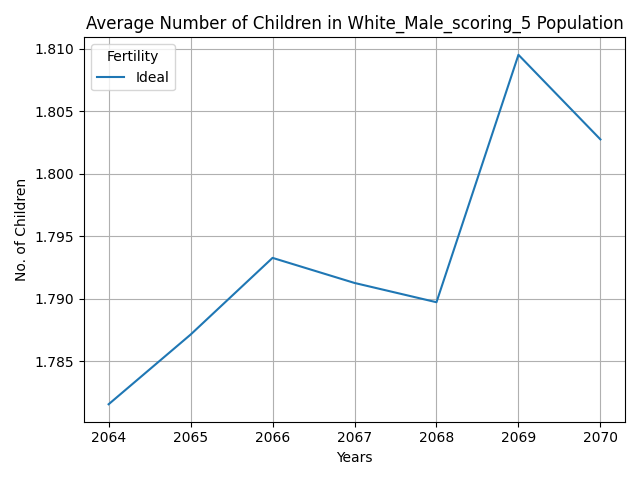 Average Number of Children in White_Male_scoring_5 Population
Fertility
Ideal
1.810
1.805
1.800
1.795
1.790
1.785
No. of Children
2064 2065 2066 2067 2068 2069 2070
Years